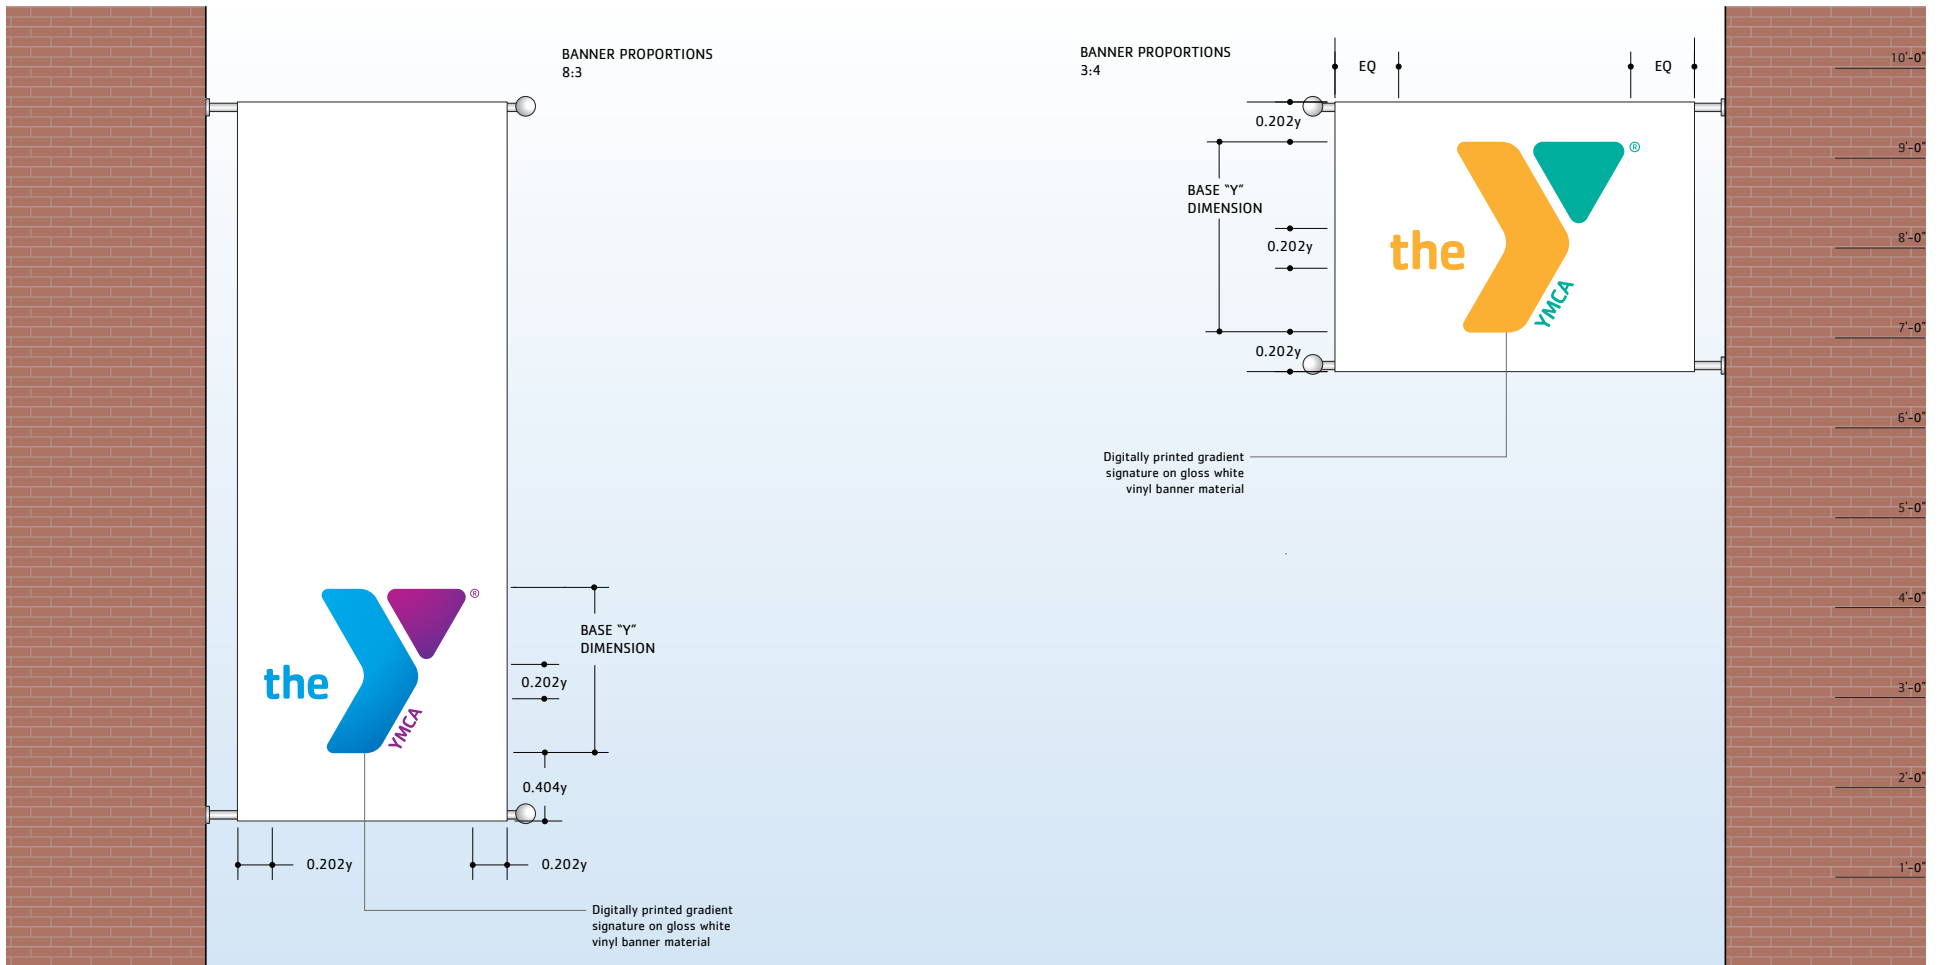 BANNER PROPORTIONS
8:3
the
YMCA
®
BASE “Y”
DIMENSION
0.202y
0.404y
0.202y
0.202y
Digitally printed gradient
signature on gloss white
vinyl banner material
BANNER PROPORTIONS
3:4
EQ
EQ
0.202y
BASE “Y”
DIMENSION
0.202y
0.202y
the
YMCA
®
Digitally printed gradient
signature on gloss white
vinyl banner material
10'-0"
9'-0"
8'-0"
7'-0"
6'-0"
5'-0"
4'-0"
3'-0"
2'-0"
1'-0"